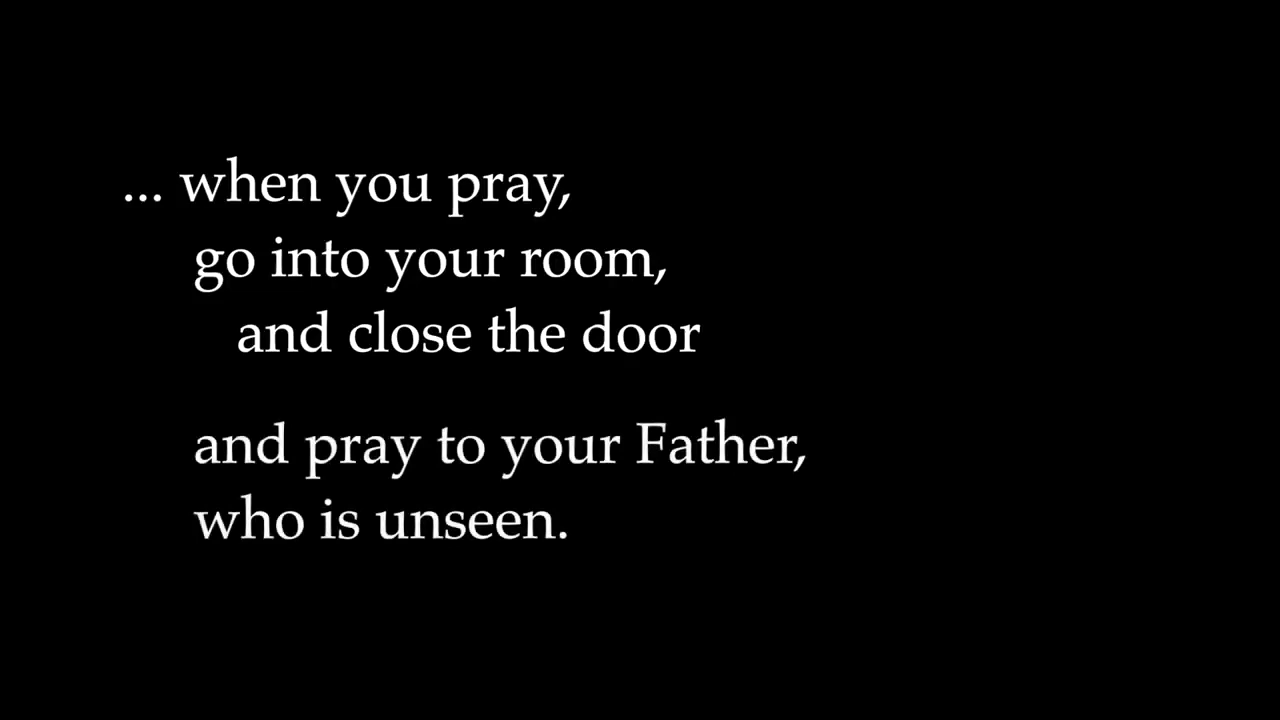 ... when you pray,
go into your room,
and close the door
and pray to your Father,
who is unseen.